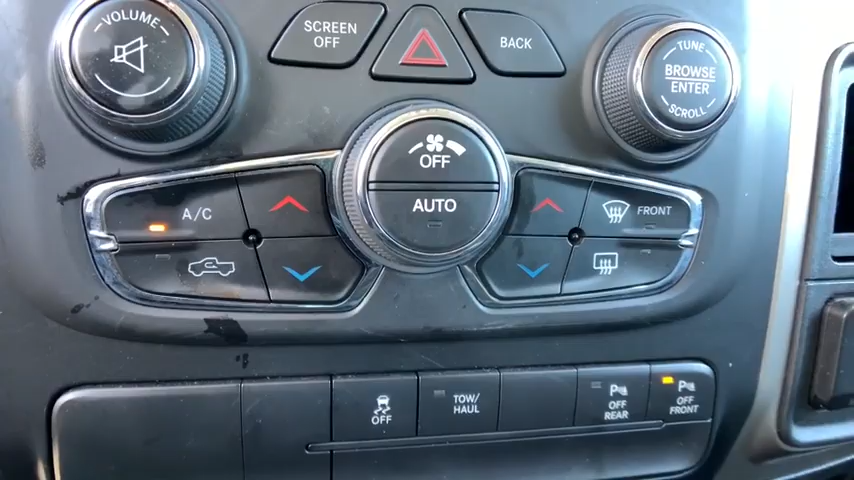 VOLUME
SCREEN
OFF
BACK
TUNE
BROWSE
ENTER
SCROLL
OFF
AUTO
A/C
FRONT
OFF
TOW/
HAUL
P
OFF
REAR
P
OFF
FRONT